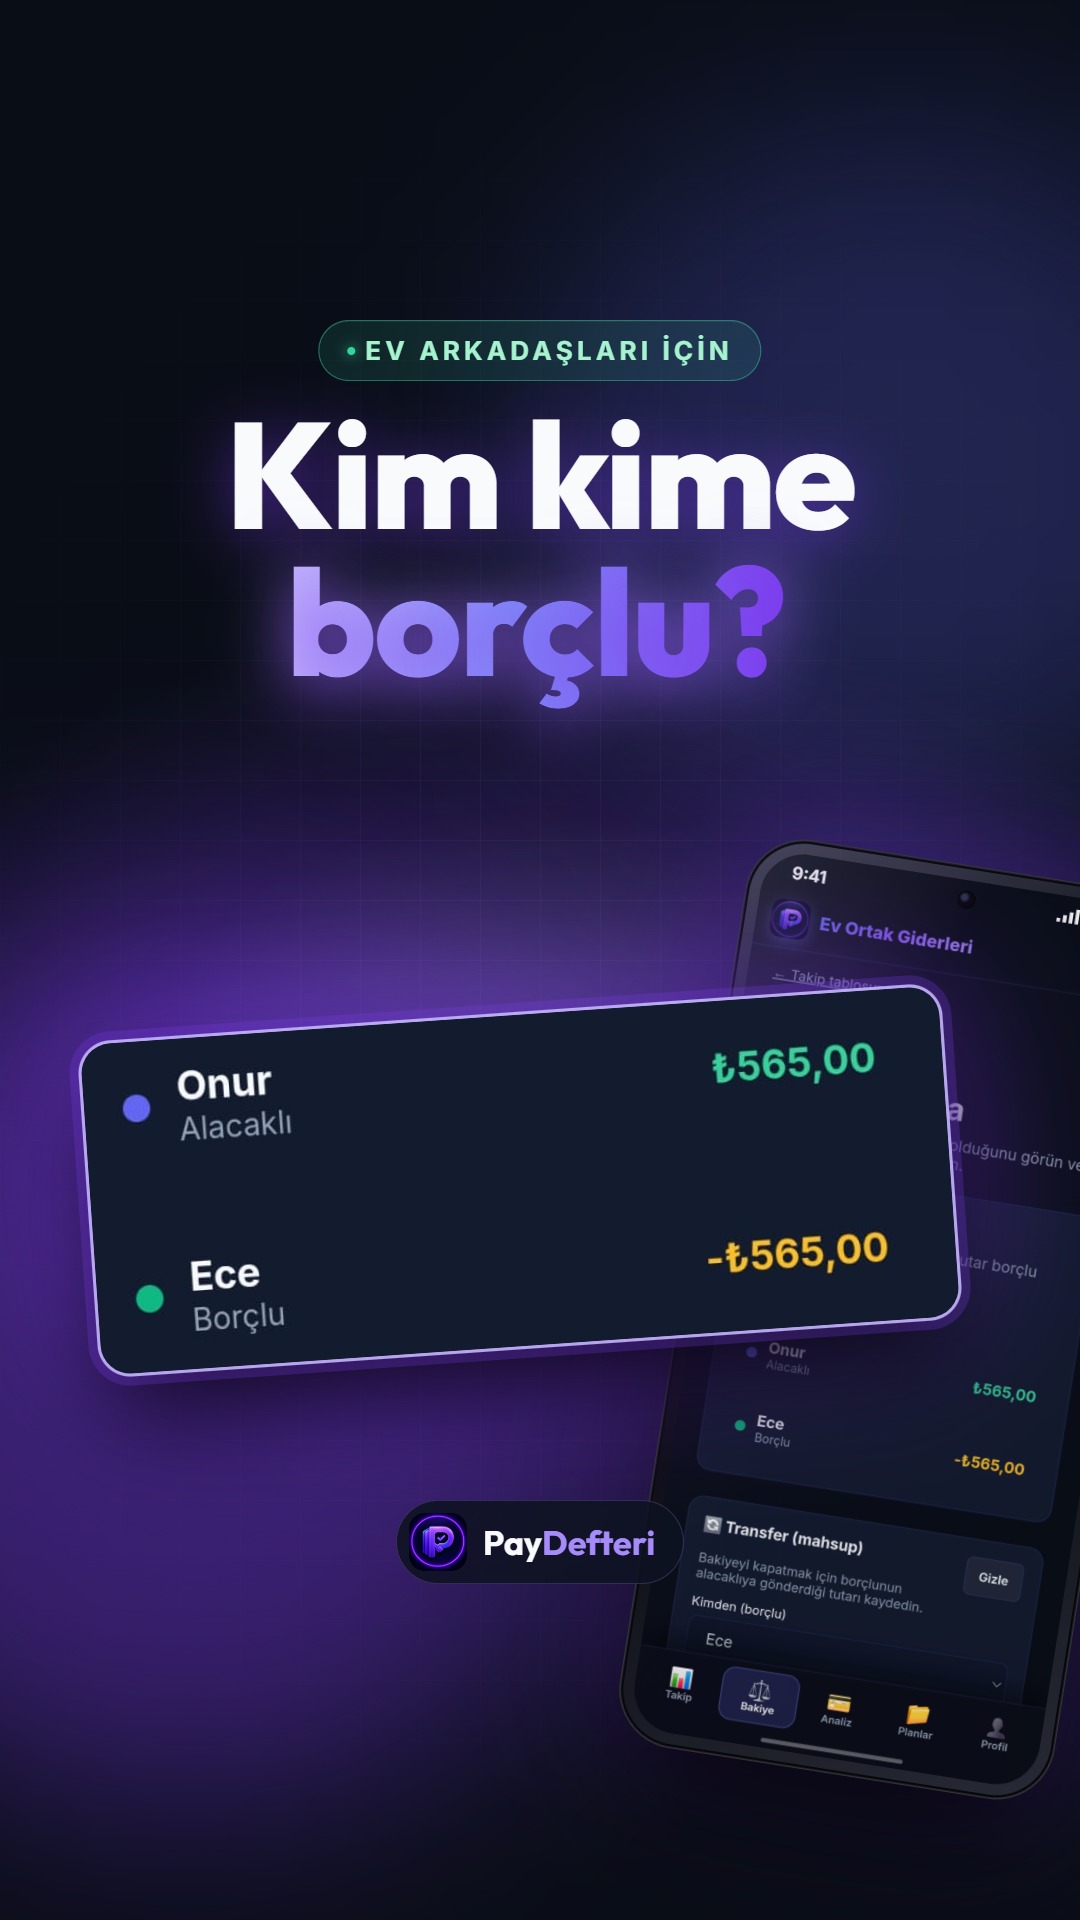 EV ARKADAŞLARI İÇİN
Kim kime
borçlu?
9:41
Ev Ortak Giderleri
← Takip
Onur
Alacaklı
₺565,00
Ece
Borçlu
-₺565,00
olduğunu görün ve
borçlu
Onur
Alacaklı
₺565,00
Ece
Borçlu
-₺565,00
PayDefteri
Transfer (mahsup)
Bakiyeyi kapatmak için borçlunun
alacaklıya gönderdiği tutarı kaydedin.
Gizle
Kimden (borçlu)
Ece
Takip
Bakiye
Analiz
Planlar
Profil